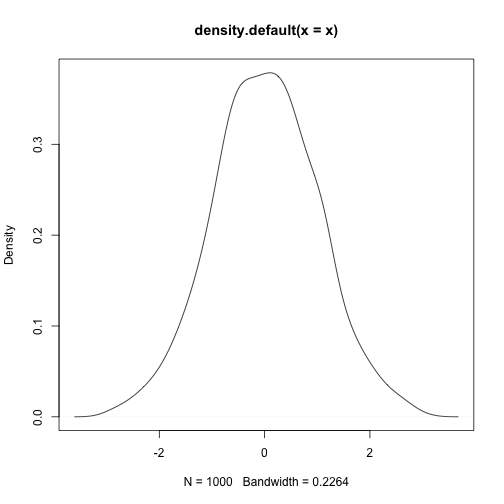 density.default(x = x)
Density
0.3
0.2
0.1
0.0
-2
0
2
N = 1000   Bandwidth = 0.2264